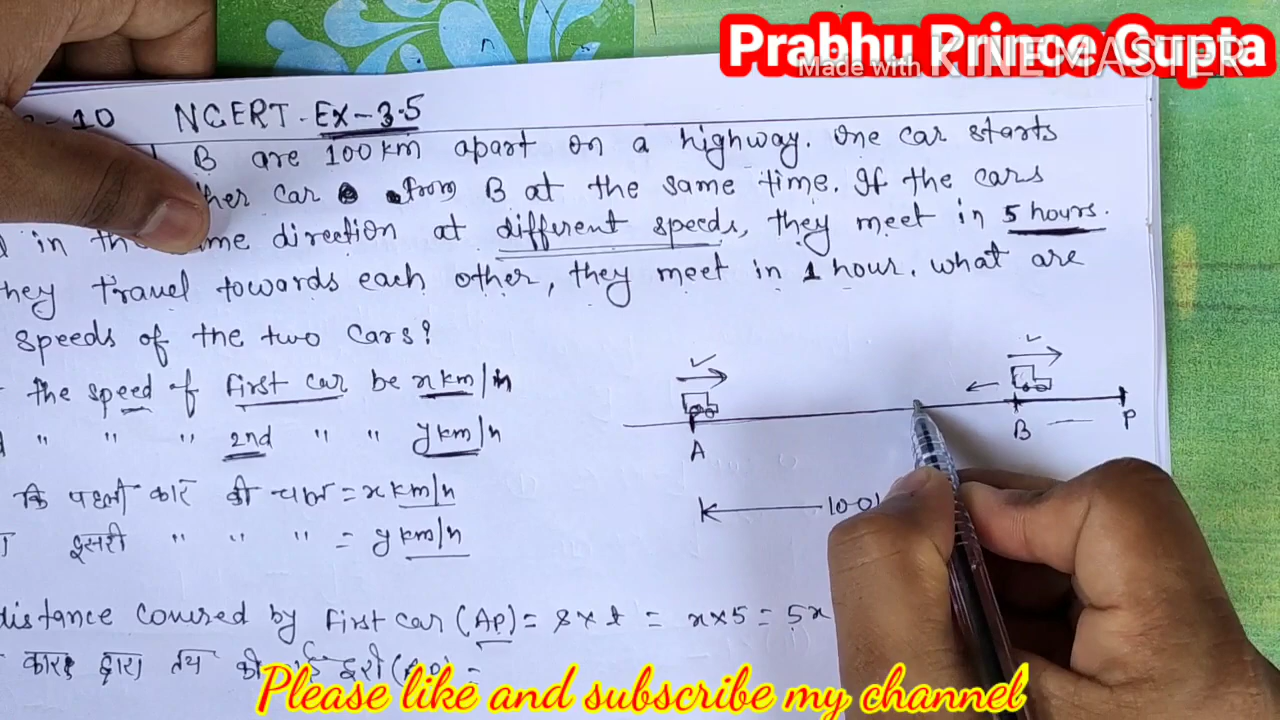 Prabhu Prince Gupta
Made with KINEMASTER
10 NCERT - EX-3.5
B are 100km apart on a highway. One car starts
ther car from B at the same time. If the cars
in the same direction at different speeds, they meet in 5 hours.
they travel towards each other, they meet in 1 hour. What are
speeds of the two cars?
the speed of first car be x km/h
" " " 2nd " " y km/h
कि पहली कार की चाल = x km/h
दूसरी " " " = y km/h
distance covered by first car (AP) = s×t = x×5 = 5x
कार द्वारा तय की गई दूरी =
A
B
P
100
Please like and subscribe my channel